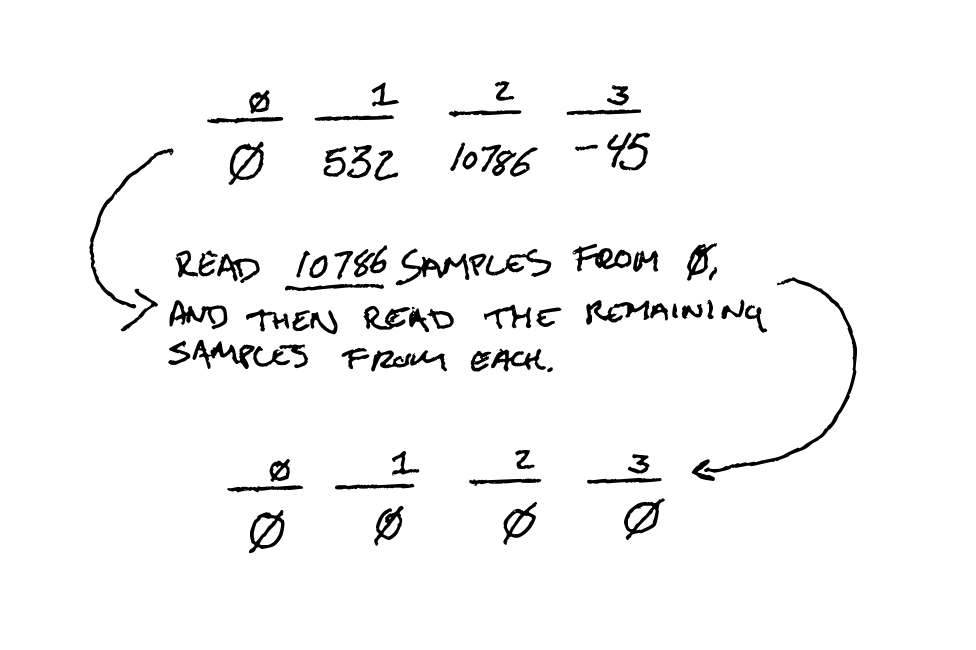 Ø 1 2 3
Ø 532 10786 -45
READ 10786 SAMPLES FROM Ø,
AND THEN READ THE REMAINING
SAMPLES FROM EACH.
Ø 1 2 3
Ø Ø Ø Ø